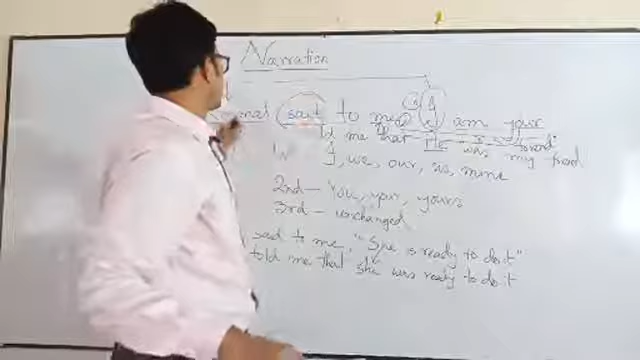 Narration
said to me, "I am your friend"
told me that He was my friend
1st I, we, our, us, mine
2nd – You, your, yours
3rd – unchanged
said to me, "She is ready to do it"
told me that she was ready to do it